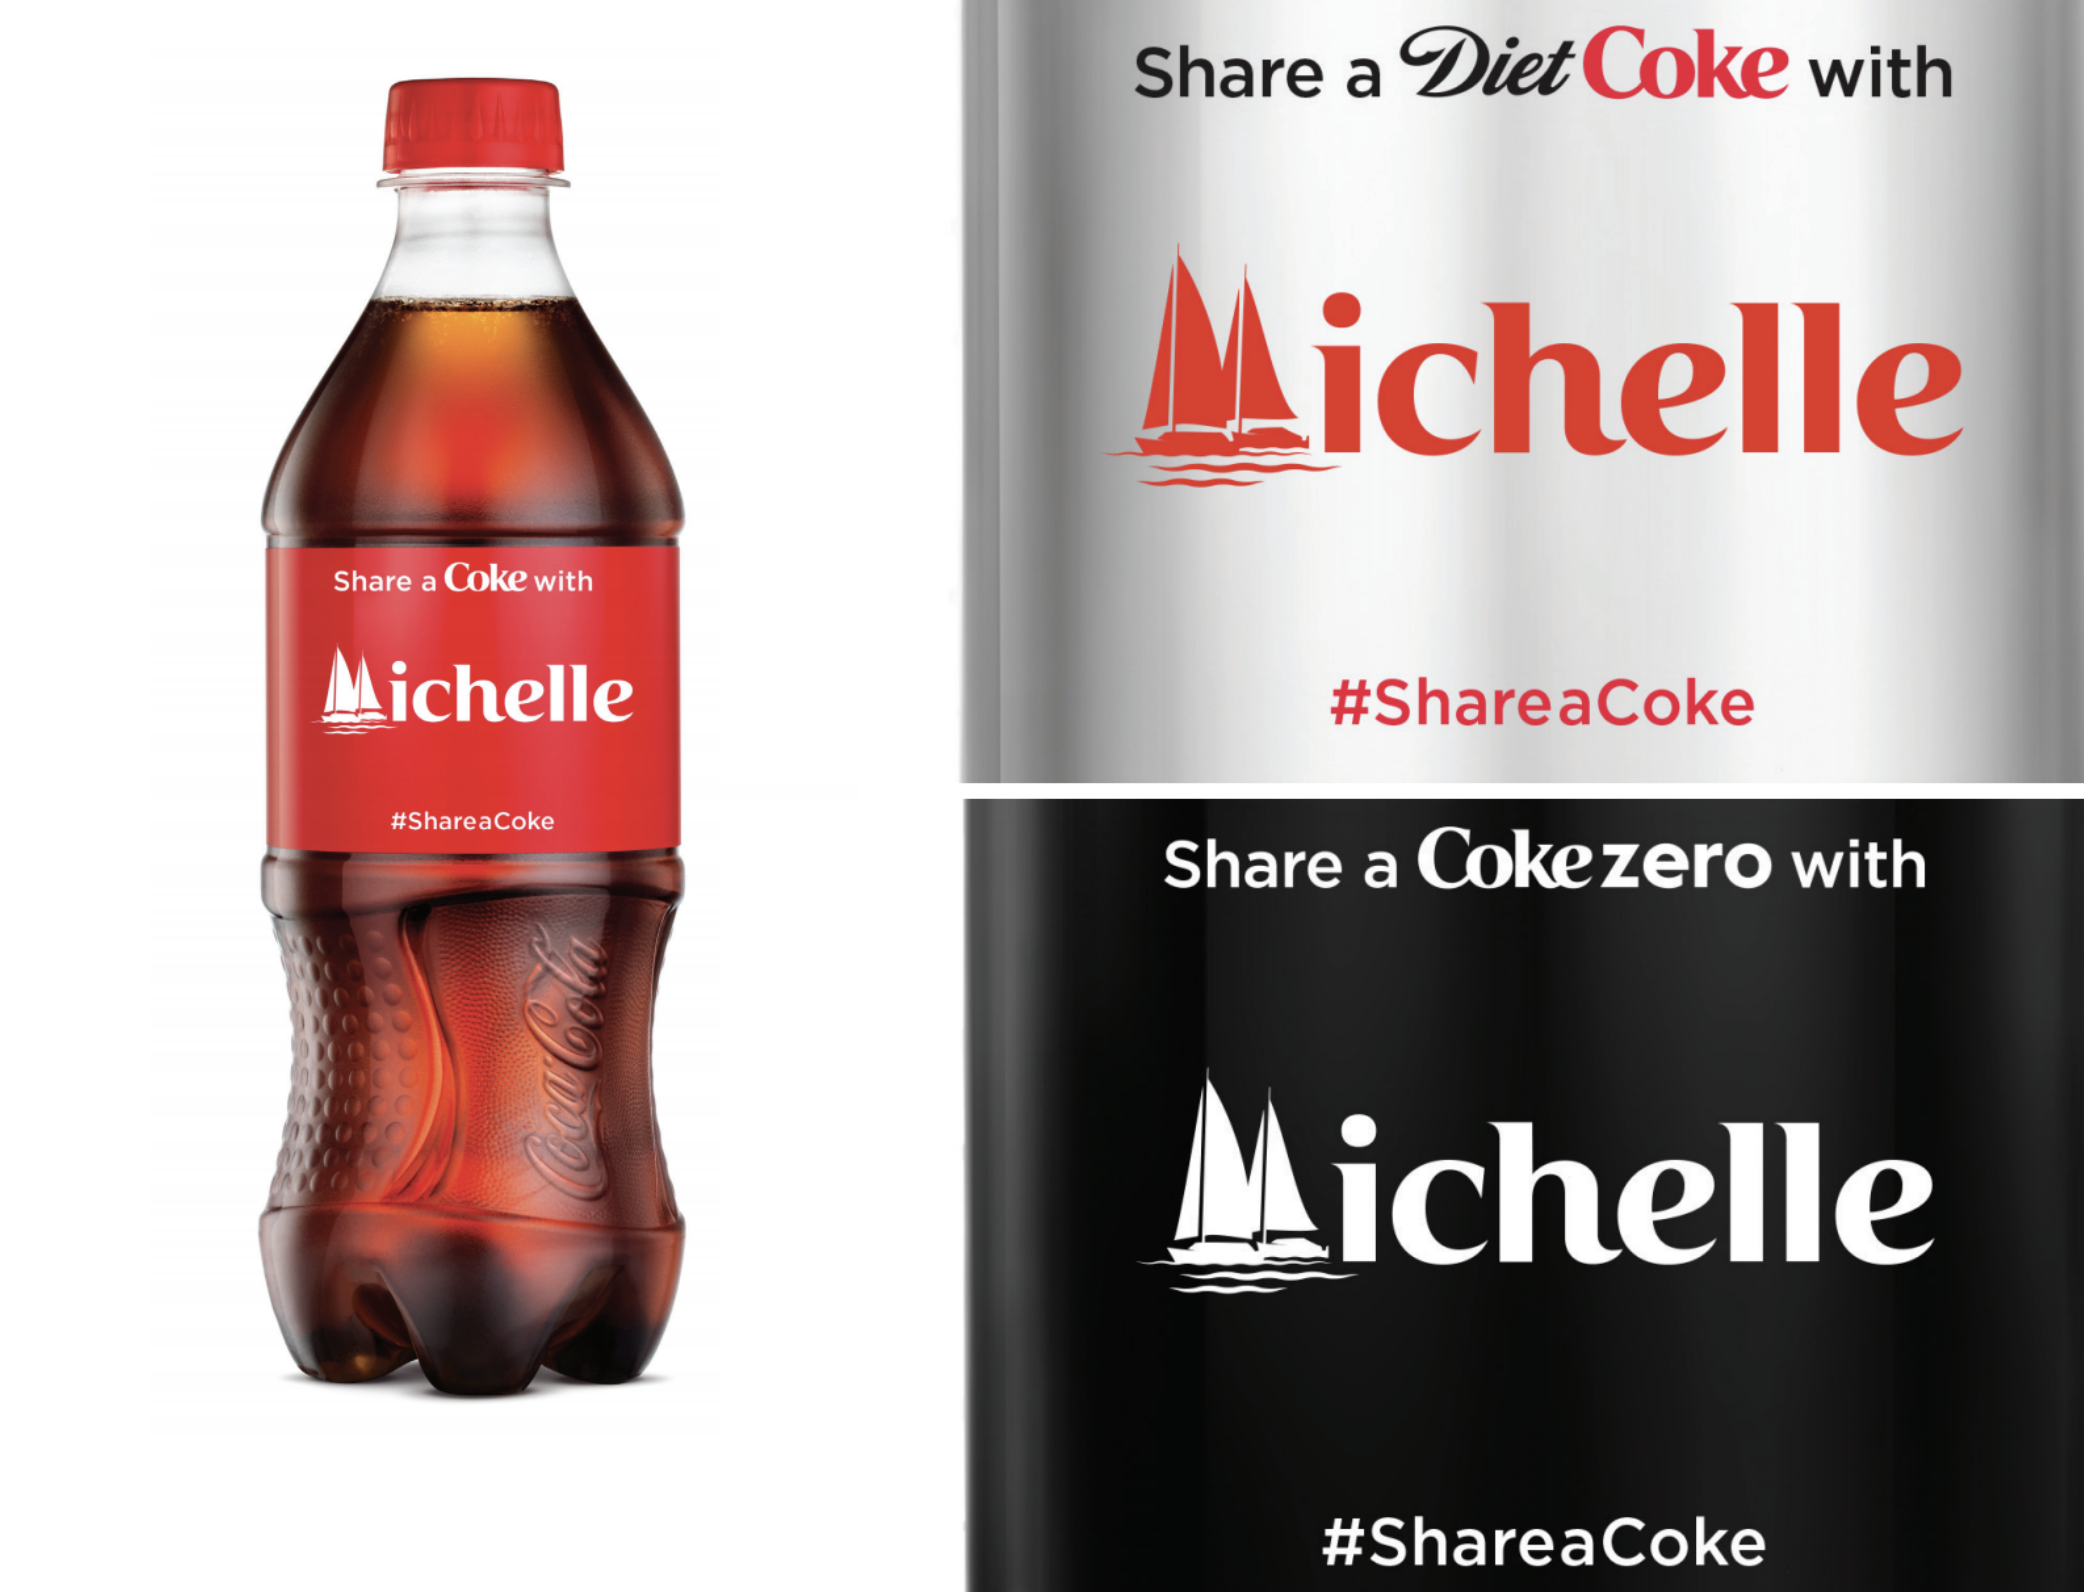 Share a Coke with
Michelle
#ShareaCoke
Coca-Cola
Share a Diet Coke with
Michelle
#ShareaCoke
Share a Coke zero with
Michelle
#ShareaCoke